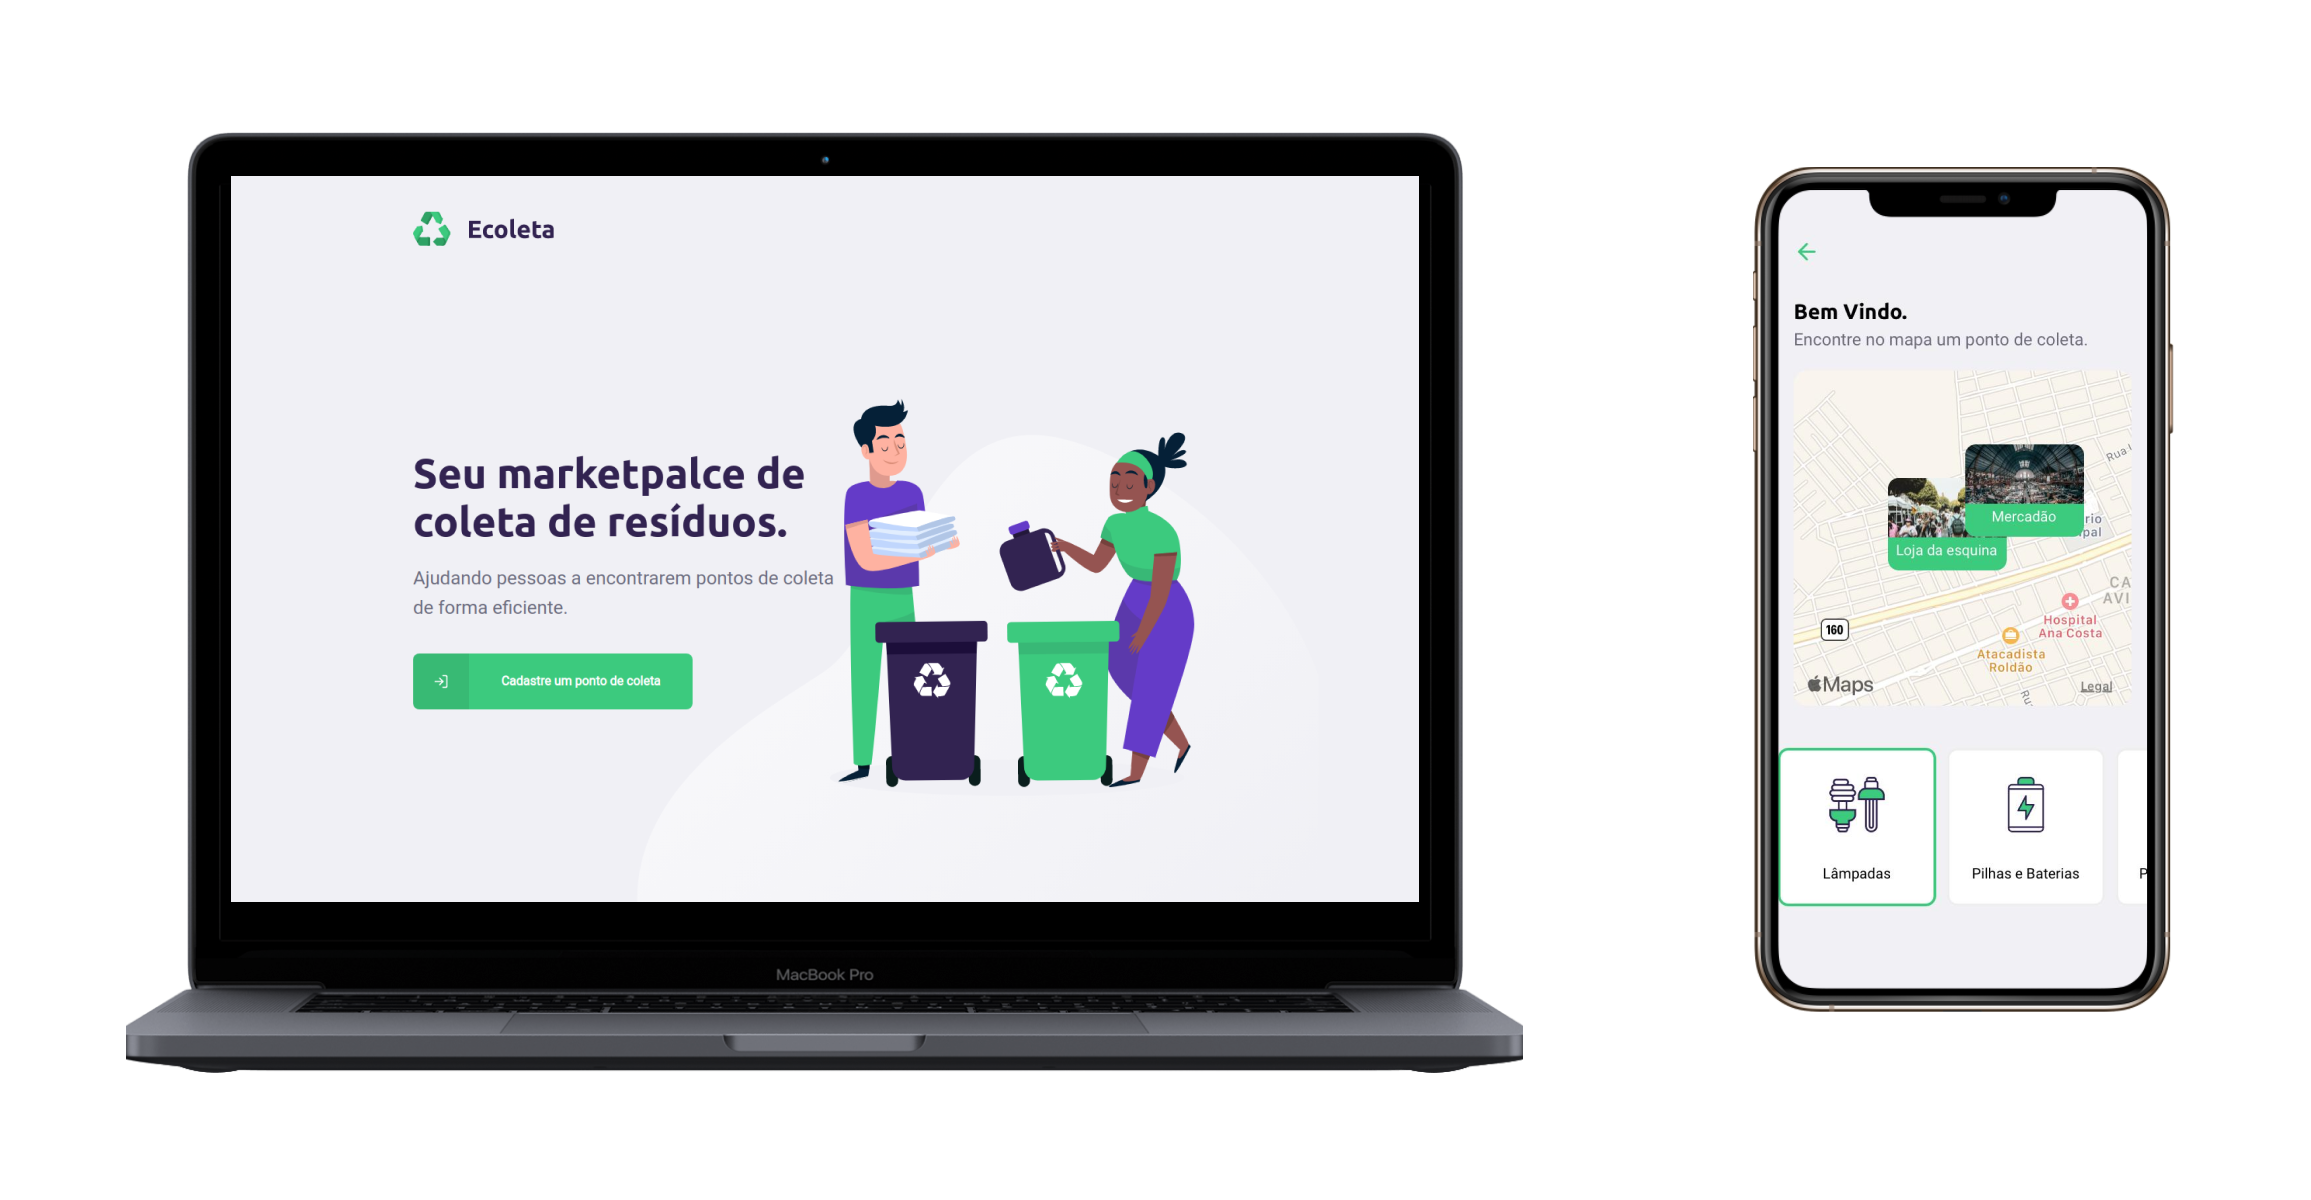 Ecoleta
Seu marketpalce de
coleta de resíduos.
Ajudando pessoas a encontrarem pontos de coleta
de forma eficiente.
Cadastre um ponto de coleta
MacBook Pro
Bem Vindo.
Encontre no mapa um ponto de coleta.
Rua
Mercadão
rio
pal
Loja da esquina
CA
AVI
160
Hospital
Ana Costa
Atacadista
Roldão
Maps
Legal
Ru
Lâmpadas
Pilhas e Baterias
P